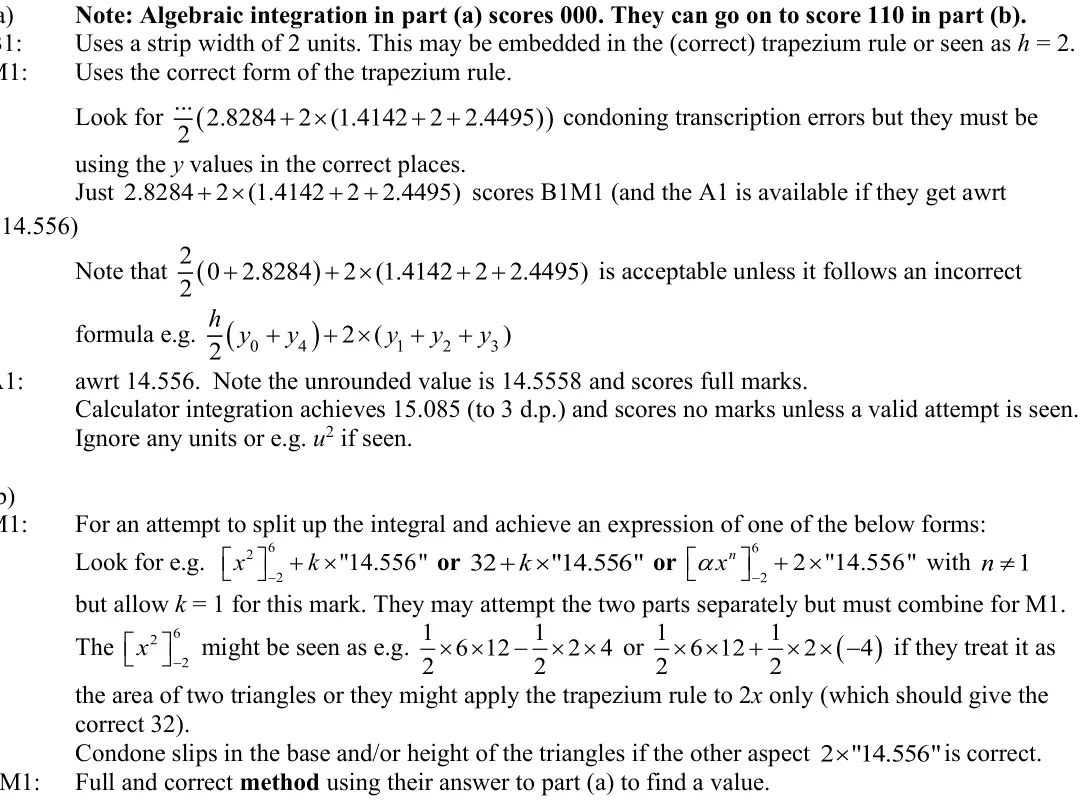 a) Note: Algebraic integration in part (a) scores 000. They can go on to score 110 in part (b).
B1: Uses a strip width of 2 units. This may be embedded in the (correct) trapezium rule or seen as h = 2.
M1: Uses the correct form of the trapezium rule.
Look for .../2 (2.8284 + 2×(1.4142 + 2 + 2.4495)) condoning transcription errors but they must be
using the y values in the correct places.
Just 2.8284 + 2×(1.4142 + 2 + 2.4495) scores B1M1 (and the A1 is available if they get awrt
14.556)
Note that 2/2 (0 + 2.8284) + 2×(1.4142 + 2 + 2.4495) is acceptable unless it follows an incorrect
formula e.g. h/2 (y₀ + y₄) + 2×(y₁ + y₂ + y₃)
A1: awrt 14.556. Note the unrounded value is 14.5558 and scores full marks.
Calculator integration achieves 15.085 (to 3 d.p.) and scores no marks unless a valid attempt is seen.
Ignore any units or e.g. u² if seen.
b)
M1: For an attempt to split up the integral and achieve an expression of one of the below forms:
Look for e.g. [x²]₋₂⁶ + k×"14.556" or 32 + k×"14.556" or [αxⁿ]₋₂⁶ + 2×"14.556" with n ≠ 1
but allow k = 1 for this mark. They may attempt the two parts separately but must combine for M1.
The [x²]₋₂⁶ might be seen as e.g. 1/2 ×6×12 − 1/2 ×2×4 or 1/2 ×6×12 + 1/2 ×2×(−4) if they treat it as
the area of two triangles or they might apply the trapezium rule to 2x only (which should give the
correct 32).
Condone slips in the base and/or height of the triangles if the other aspect 2×"14.556" is correct.
M1: Full and correct method using their answer to part (a) to find a value.